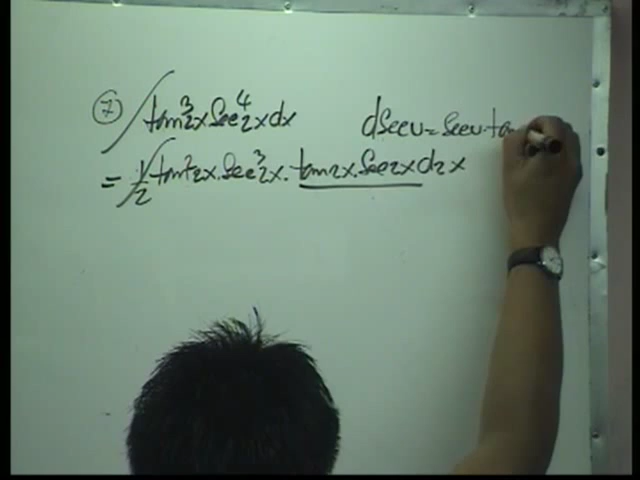 ⑦ ∫tan³2x sec⁴2x dx
dsecu = secu·tan
= 1/2 ∫tan²2x·sec³2x·tan2x·sec2x d2x